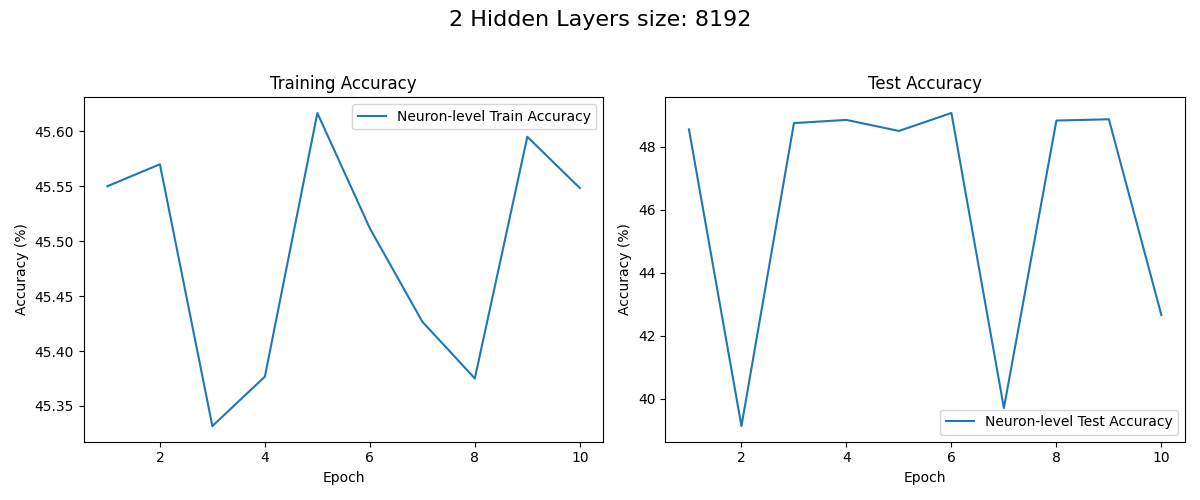 2 Hidden Layers size: 8192
Training Accuracy
Neuron-level Train Accuracy
Accuracy (%)
45.60
45.55
45.50
45.45
45.40
45.35
2 4 6 8 10
Epoch
Test Accuracy
Accuracy (%)
48
46
44
42
40
Neuron-level Test Accuracy
2 4 6 8 10
Epoch